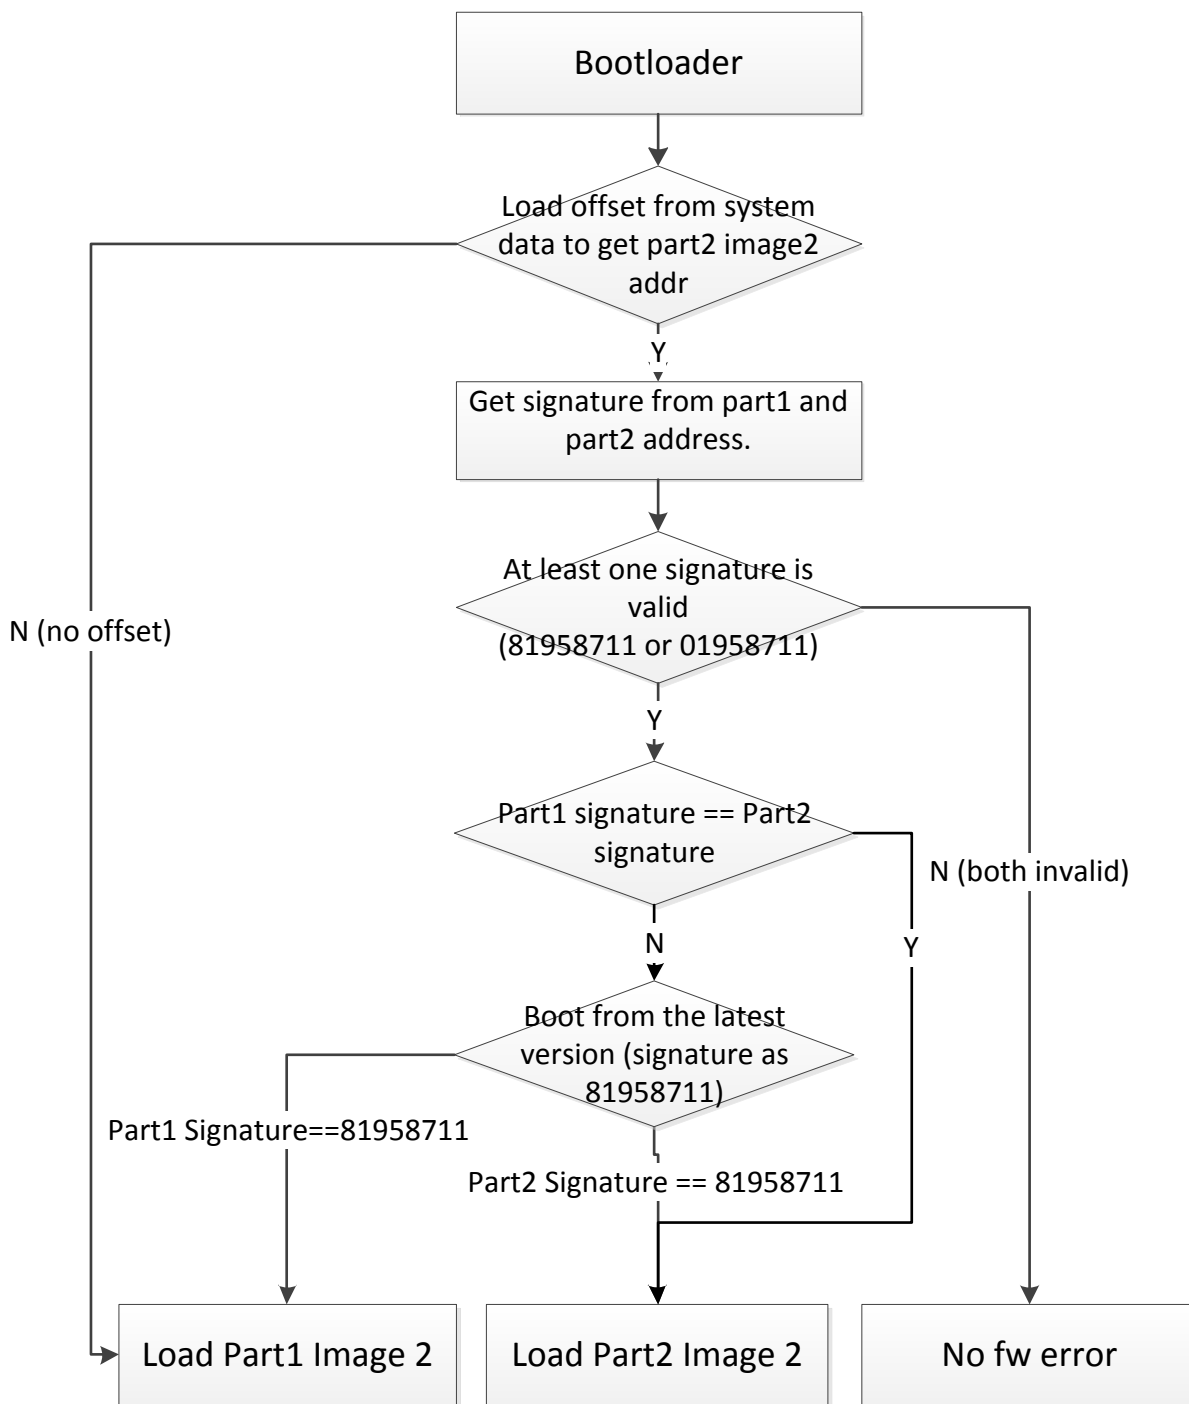 Bootloader
Load offset from system
data to get part2 image2
addr
Y
Get signature from part1 and
part2 address.
At least one signature is
valid
(81958711 or 01958711)
N (no offset)
Y
Part1 signature == Part2
signature
N (both invalid)
N
Y
Boot from the latest
version (signature as
81958711)
Part1 Signature==81958711
Part2 Signature == 81958711
Load Part1 Image 2
Load Part2 Image 2
No fw error